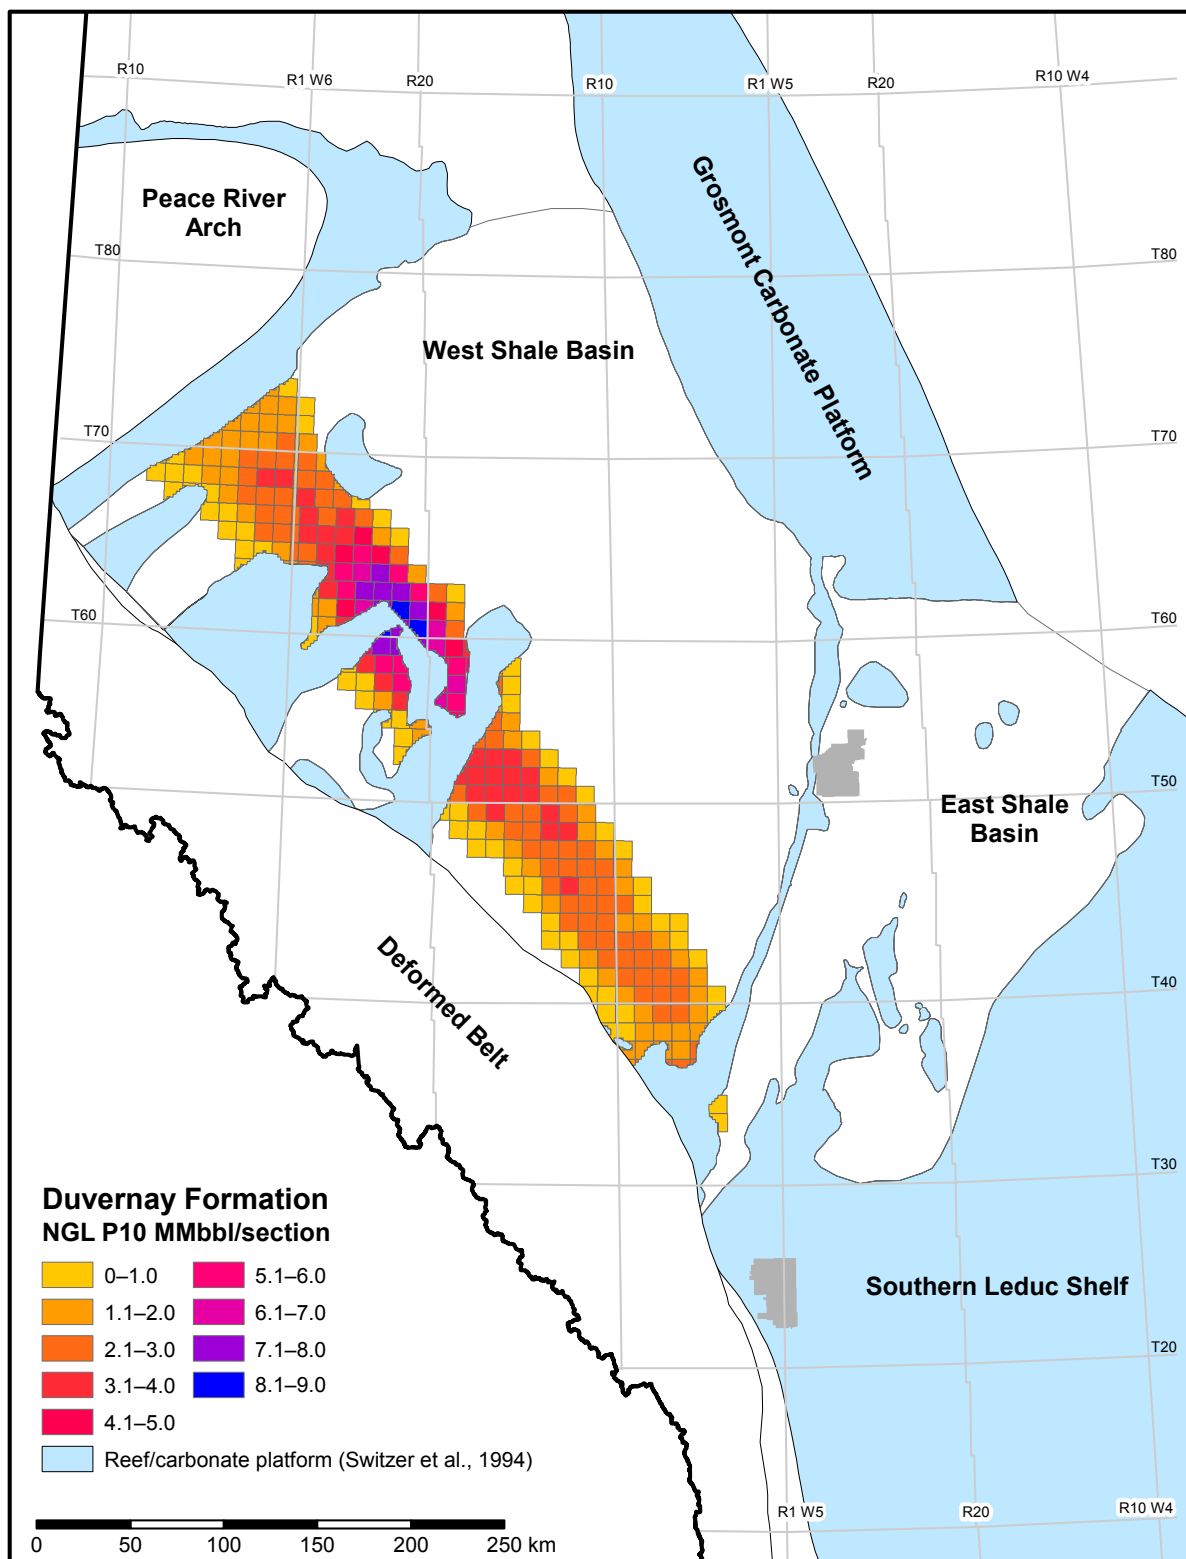 R10
R1 W6
R20
R10
R1 W5
R20
R10 W4
Peace River
Arch
Grosmont Carbonate Platform
T80
T80
West Shale Basin
T70
T70
T60
T60
T50
East Shale
Basin
Deformed Belt
T40
T30
Duvernay Formation
NGL P10 MMbbl/section
0–1.0
5.1–6.0
1.1–2.0
6.1–7.0
2.1–3.0
7.1–8.0
3.1–4.0
8.1–9.0
4.1–5.0
Reef/carbonate platform (Switzer et al., 1994)
Southern Leduc Shelf
T20
R1 W5
R20
R10 W4
0
50
100
150
200
250 km